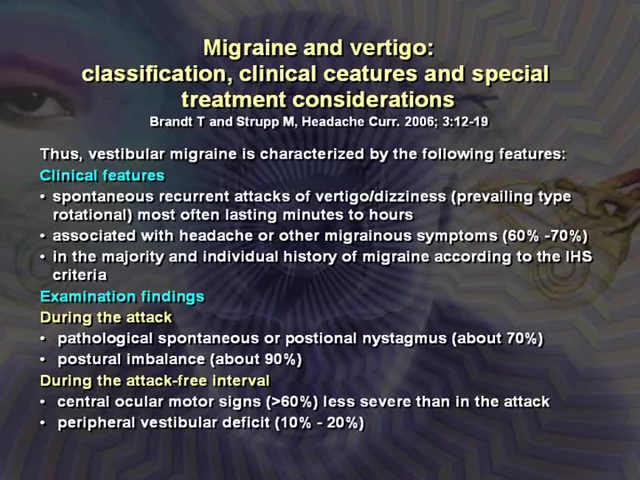 Migraine and vertigo:
classification, clinical ceatures and special
treatment considerations
Brandt T and Strupp M, Headache Curr. 2006; 3:12-19
Thus, vestibular migraine is characterized by the following features:
Clinical features
• spontaneous recurrent attacks of vertigo/dizziness (prevailing type
rotational) most often lasting minutes to hours
• associated with headache or other migrainous symptoms (60% -70%)
• in the majority and individual history of migraine according to the IHS
criteria
Examination findings
During the attack
• pathological spontaneous or postional nystagmus (about 70%)
• postural imbalance (about 90%)
During the attack-free interval
• central ocular motor signs (>60%) less severe than in the attack
• peripheral vestibular deficit (10% - 20%)